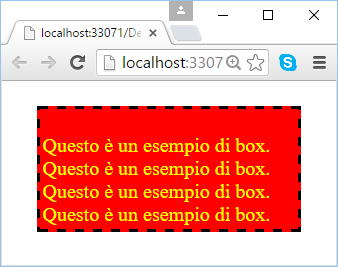 localhost:33071/De
localhost:3307
Questo è un esempio di box.
Questo è un esempio di box.
Questo è un esempio di box.
Questo è un esempio di box.